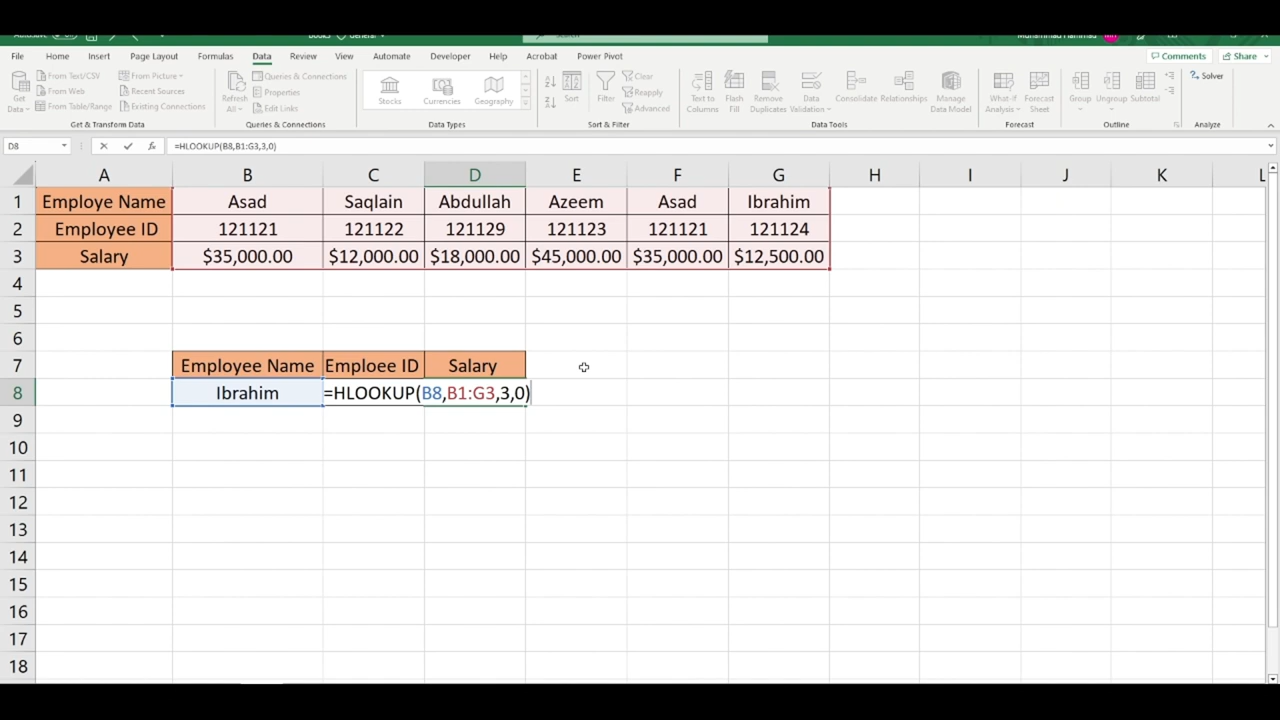 File Home Insert Page Layout Formulas Data Review View Automate Developer Help Acrobat Power Pivot Comments Share
Get Data From Text/CSV From Web From Table/Range From Picture Recent Sources Existing Connections
Refresh All Queries & Connections Properties Edit Links
Stocks Currencies Geography
Sort Filter Clear Reapply Advanced
Text to Columns Flash Fill Remove Duplicates Data Validation Consolidate Relationships Manage Data Model
What-If Analysis Forecast Sheet Group Ungroup Subtotal Solver
Get & Transform Data Queries & Connections Data Types Sort & Filter Data Tools Forecast Outline Analyze
D8 fx =HLOOKUP(B8,B1:G3,3,0)
A B C D E F G H I J K L
1 Employe Name Asad Saqlain Abdullah Azeem Asad Ibrahim
2 Employee ID 121121 121122 121129 121123 121121 121124
3 Salary $35,000.00 $12,000.00 $18,000.00 $45,000.00 $35,000.00 $12,500.00
4
5
6
7 Employee Name Emploee ID Salary
8 Ibrahim =HLOOKUP(B8,B1:G3,3,0)
9
10
11
12
13
14
15
16
17
18